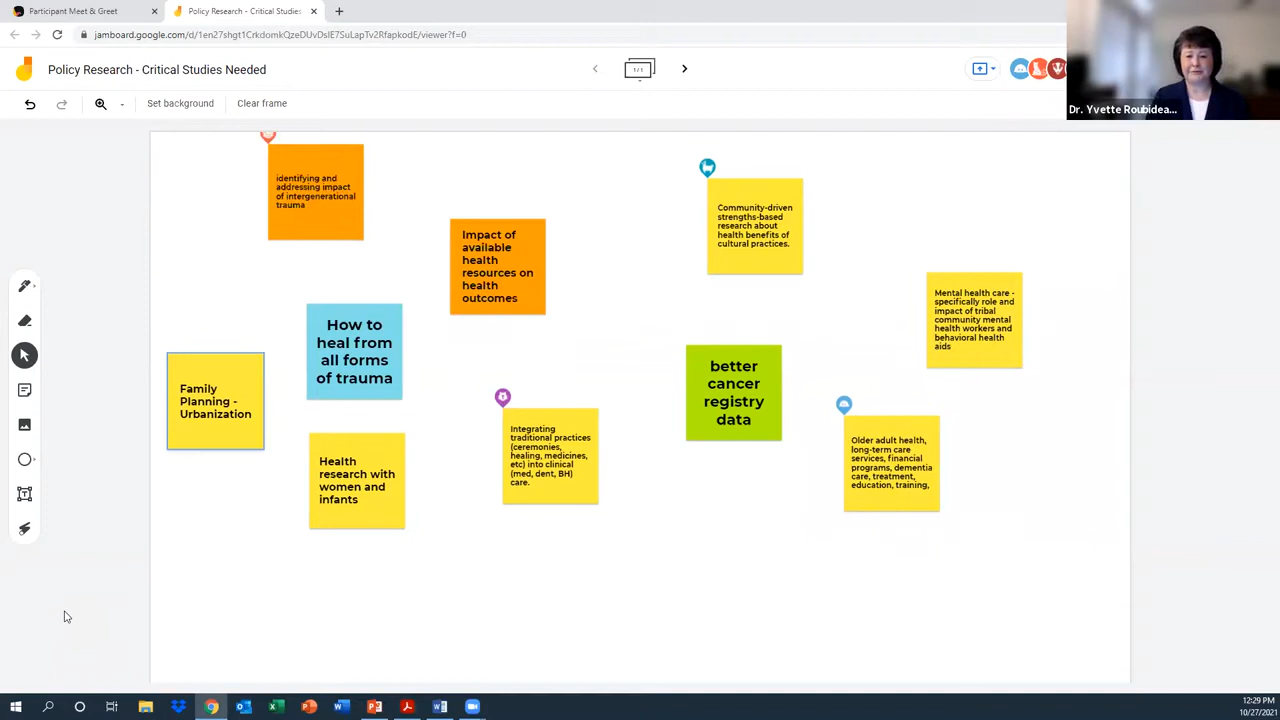 Participant Meet & Greet
Policy Research - Critical Studies
jamboard.google.com/d/1en27shgt1CrkdomkQzeDUvDslE7SuLapTv2RfapkodE/viewer?f=0
Policy Research - Critical Studies Needed
1/1
Set background
Clear frame
Dr. Yvette Roubidea...
identifying and
addressing impact
of intergenerational
trauma
Impact of
available
health
resources on
health
outcomes
Community-driven
strengths-based
research about
health benefits of
cultural practices.
Mental health care -
specifically role and
impact of tribal
community mental
health workers and
behavioral health
aids
How to
heal from
all forms
of trauma
Family
Planning -
Urbanization
better
cancer
registry
data
Health
research with
women and
infants
Integrating
traditional practices
(ceremonies,
healing, medicines,
etc) into clinical
(med, dent, BH)
care.
Older adult health,
long-term care
services, financial
programs, dementia
care, treatment,
education, training,
12:29 PM
10/27/2021